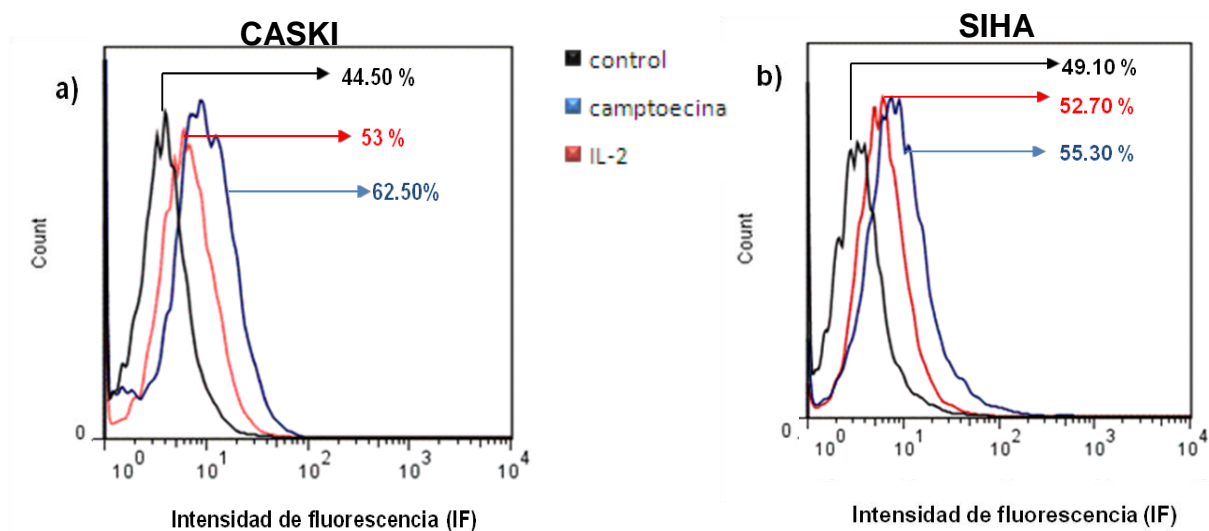 CASKI
a)
44.50 %
53 %
62.50%
Count
0
10⁰ 10¹ 10² 10³ 10⁴
Intensidad de fluorescencia (IF)
control
camptoecina
IL-2
SIHA
b)
49.10 %
52.70 %
55.30 %
Count
0
10⁰ 10¹ 10² 10³ 10⁴
Intensidad de fluorescencia (IF)